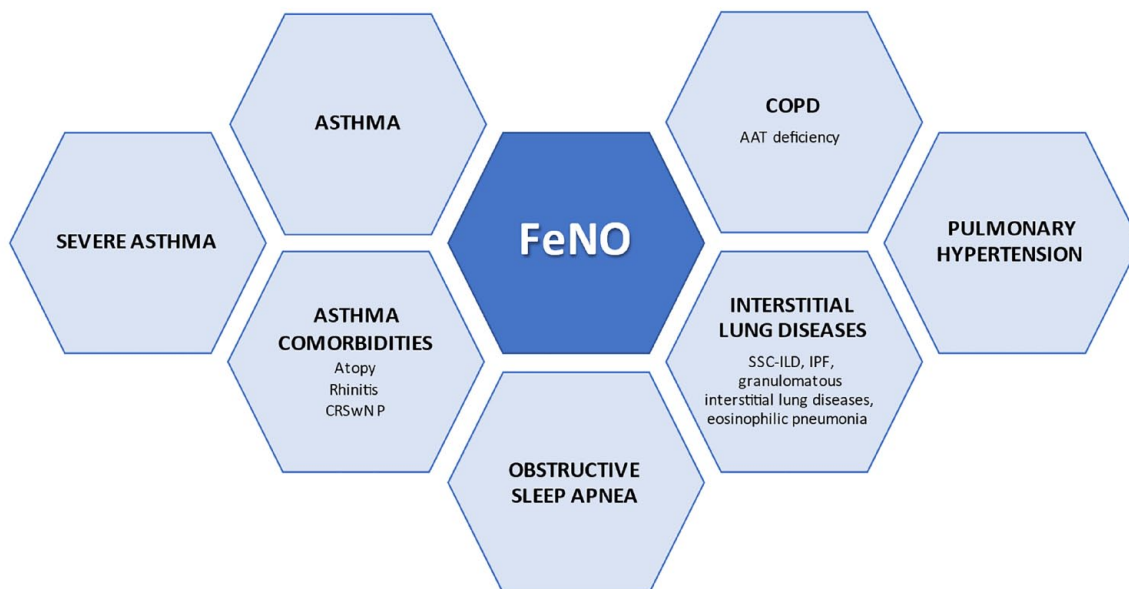 ASTHMA
COPD
AAT deficiency
SEVERE ASTHMA
FeNO
PULMONARY
HYPERTENSION
ASTHMA
COMORBIDITIES
Atopy
Rhinitis
CRSwNP
INTERSTITIAL
LUNG DISEASES
SSC-ILD, IPF,
granulomatous
interstitial lung diseases,
eosinophilic pneumonia
OBSTRUCTIVE
SLEEP APNEA